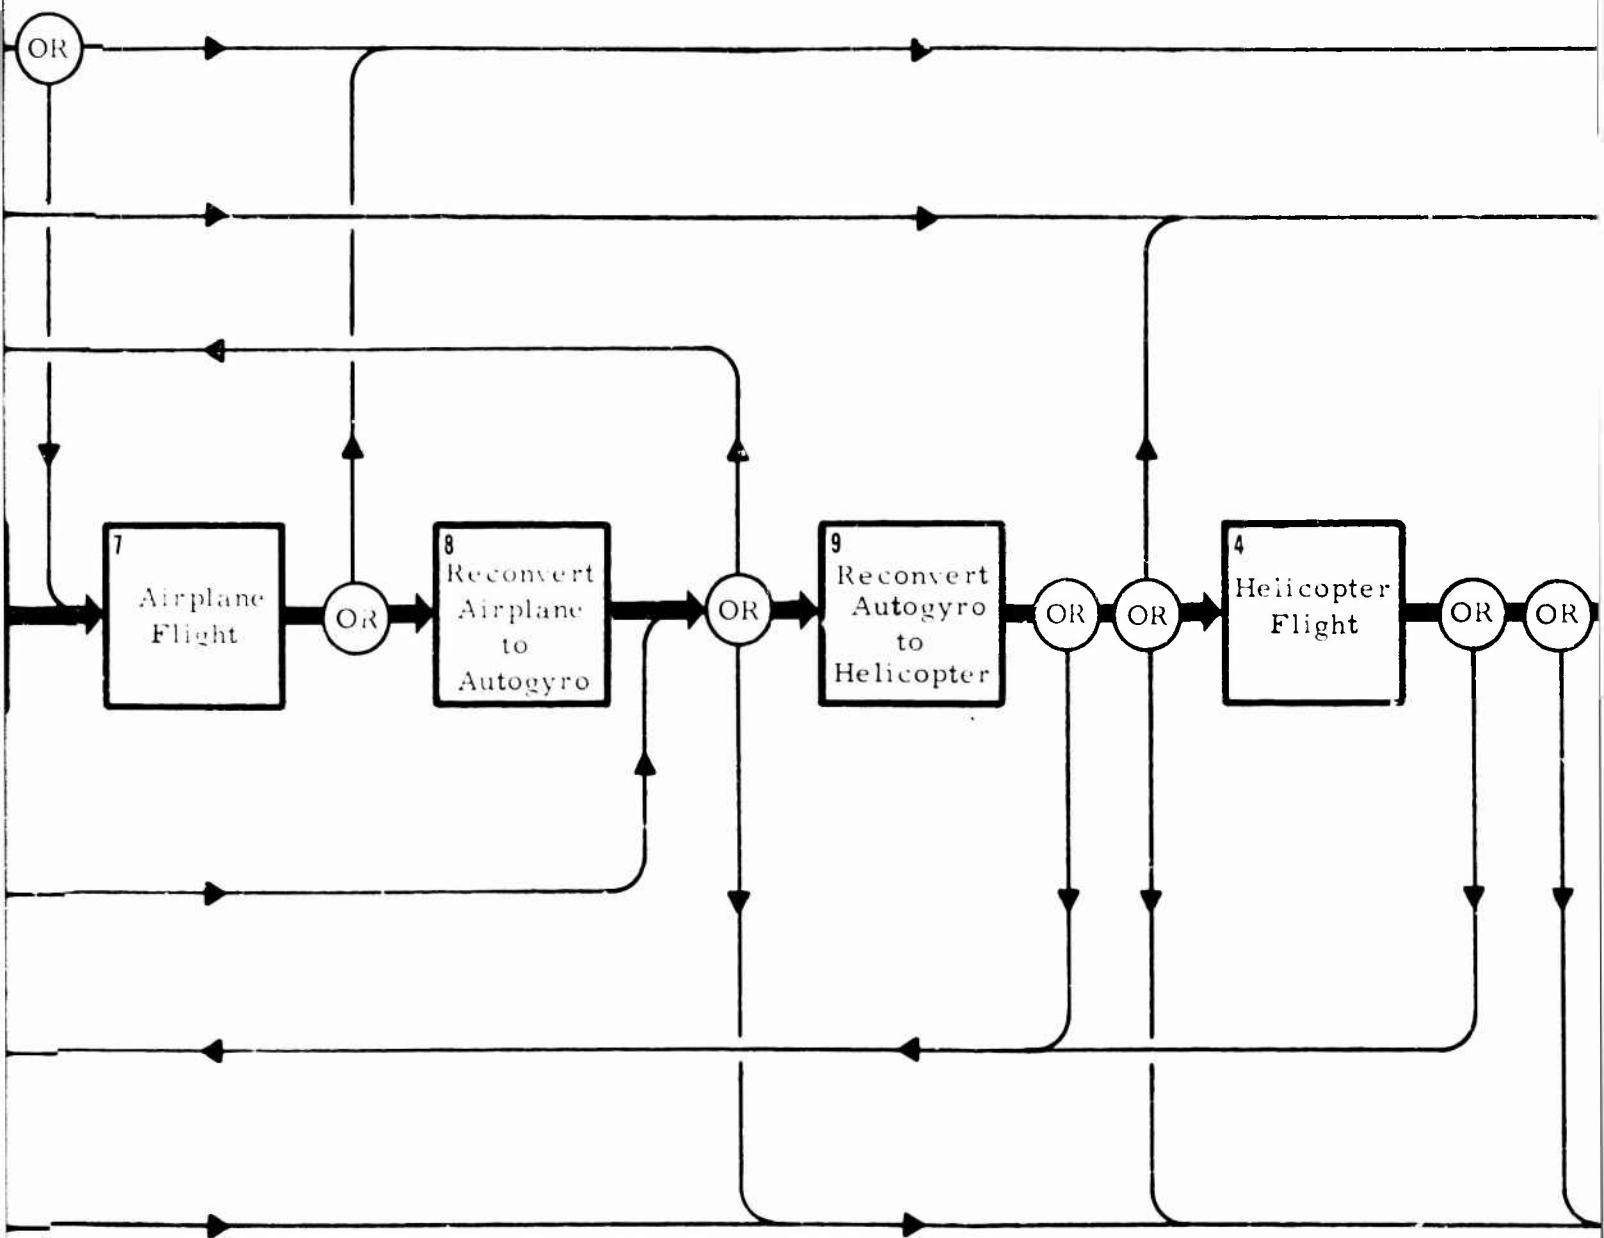 OR
7
Airplane
Flight
OR
8
Reconvert
Airplane
to
Autogyro
OR
9
Reconvert
Autogyro
to
Helicopter
OR
OR
4
Helicopter
Flight
OR
OR